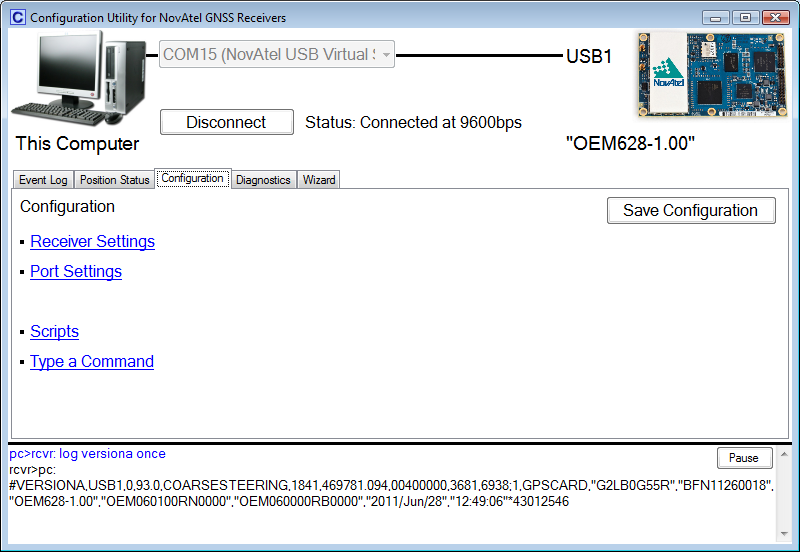 Configuration Utility for NovAtel GNSS Receivers
COM15 (NovAtel USB Virtual S
USB1
NovAtel
Disconnect
Status: Connected at 9600bps
This Computer
"OEM628-1.00"
Event Log
Position Status
Configuration
Diagnostics
Wizard
Configuration
Save Configuration
Receiver Settings
Port Settings
Scripts
Type a Command
pc>rcvr: log versiona once
Pause
rcvr>pc:
#VERSIONA,USB1,0,93.0,COARSESTEERING,1841,469781.094,00400000,3681,6938;1,GPSCARD,"G2LB0G55R","BFN11260018",
"OEM628-1.00","OEM060100RN0000","OEM060000RB0000","2011/Jun/28","12:49:06"*43012546